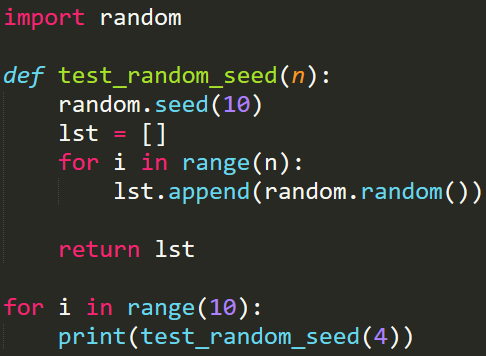 import random
def test_random_seed(n):
    random.seed(10)
    lst = []
    for i in range(n):
        lst.append(random.random())
    return lst
for i in range(10):
    print(test_random_seed(4))